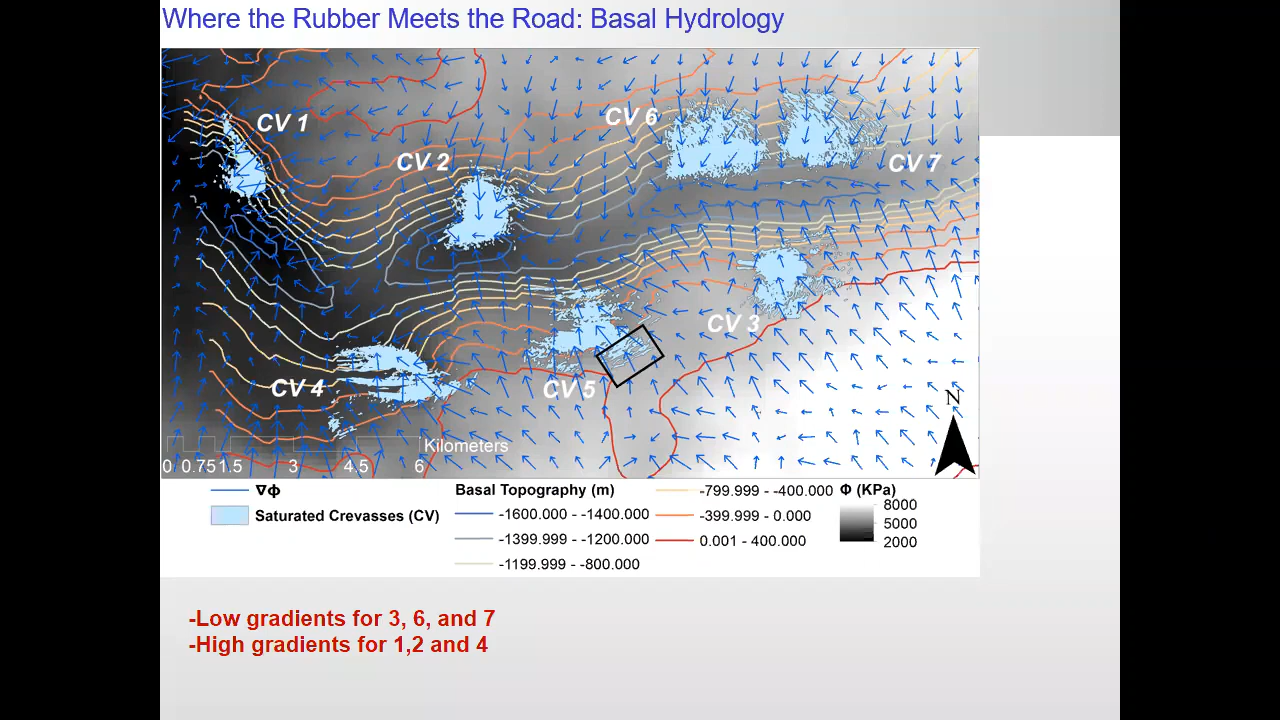 Where the Rubber Meets the Road: Basal Hydrology
CV 1
CV 6
CV 2
CV 7
CV 3
CV 4
CV 5
N
Kilometers
0 0.75 1.5 3 4.5 6
∇ϕ
Saturated Crevasses (CV)
Basal Topography (m)
-1600.000 - -1400.000
-1399.999 - -1200.000
-1199.999 - -800.000
-799.999 - -400.000
-399.999 - 0.000
0.001 - 400.000
Φ (KPa)
8000
5000
2000
-Low gradients for 3, 6, and 7
-High gradients for 1,2 and 4